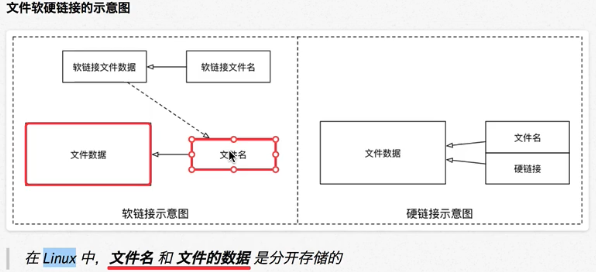 文件软硬链接的示意图
软链接文件数据
软链接文件名
文件数据
文件名
软链接示意图
文件数据
文件名
硬链接
硬链接示意图
在 Linux 中，文件名 和 文件的数据 是分开存储的